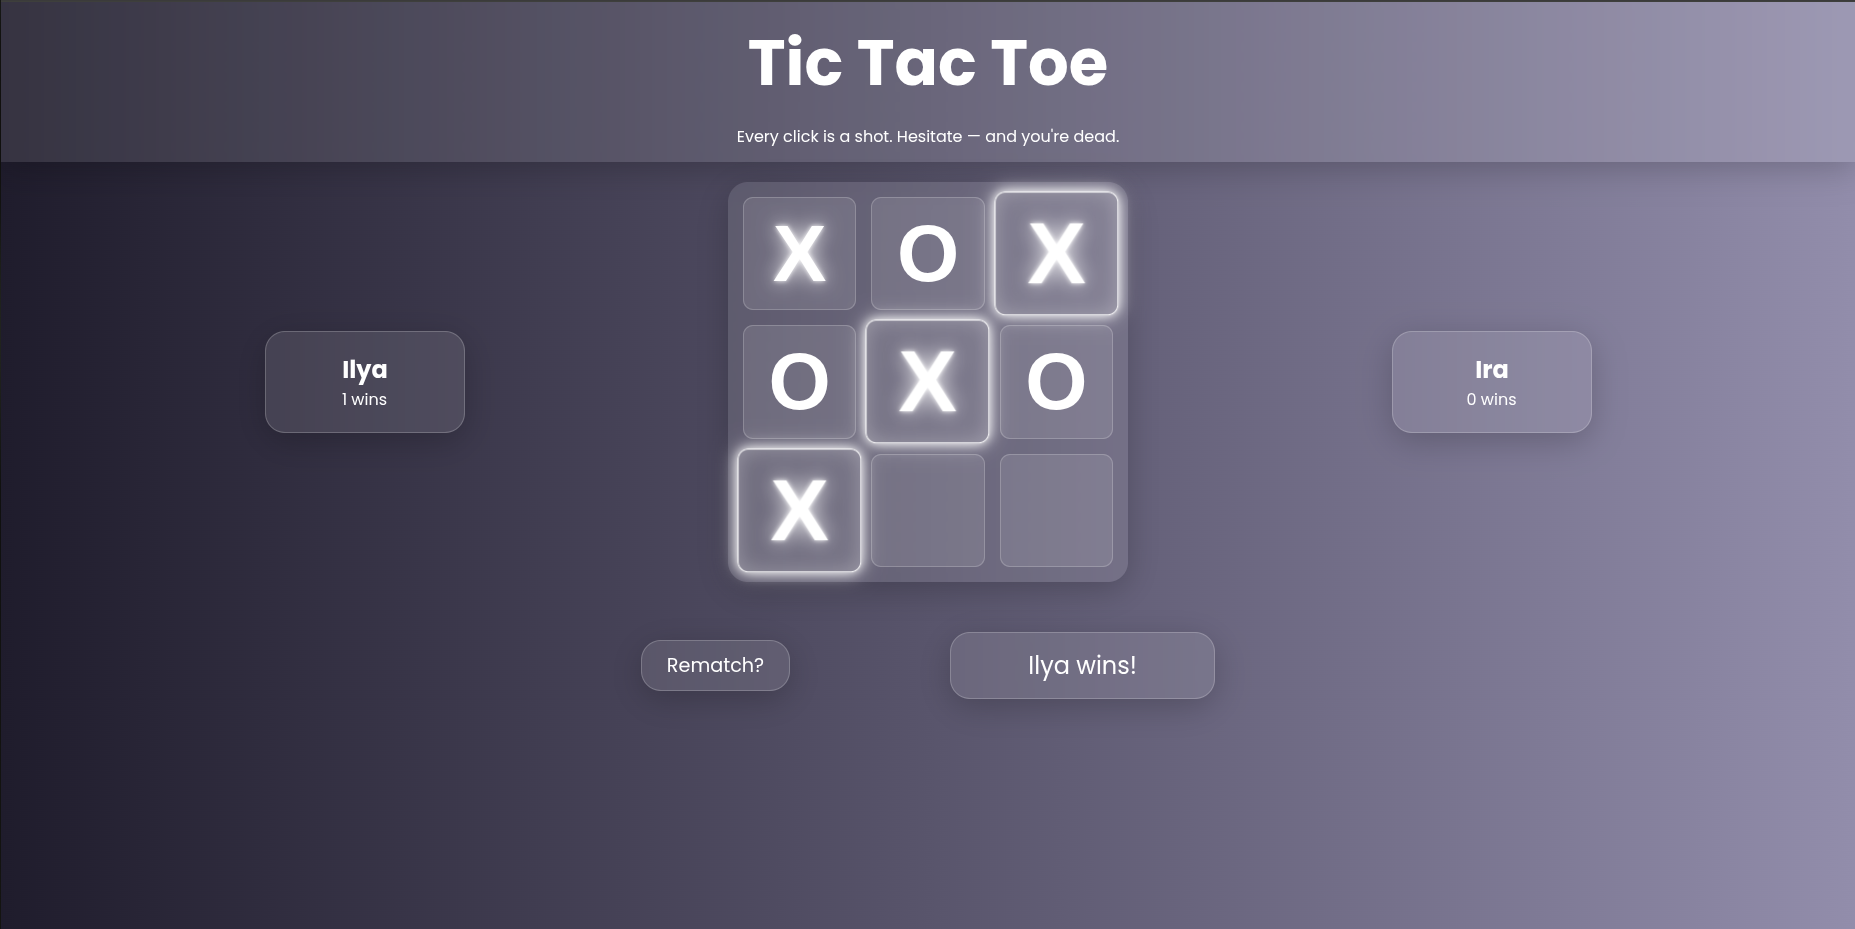 Tic Tac Toe
Every click is a shot. Hesitate — and you're dead.
X O X
O X O
X
Ilya
1 wins
Ira
0 wins
Rematch?
Ilya wins!